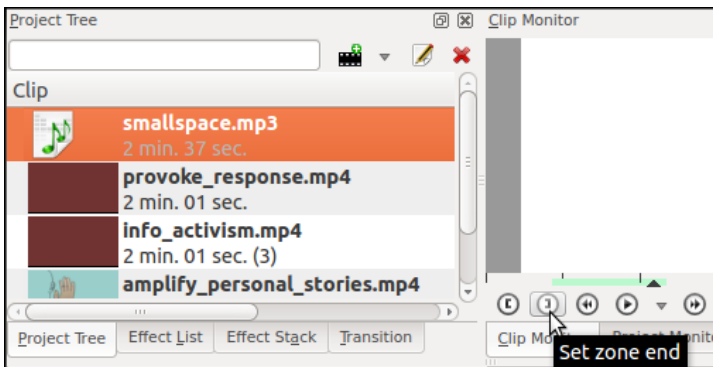 Project Tree
Clip Monitor
Clip
smallspace.mp3
2 min. 37 sec.
provoke_response.mp4
2 min. 01 sec.
info_activism.mp4
2 min. 01 sec. (3)
amplify_personal_stories.mp4
Project Tree Effect List Effect Stack Transition
Clip Mo
Set zone end